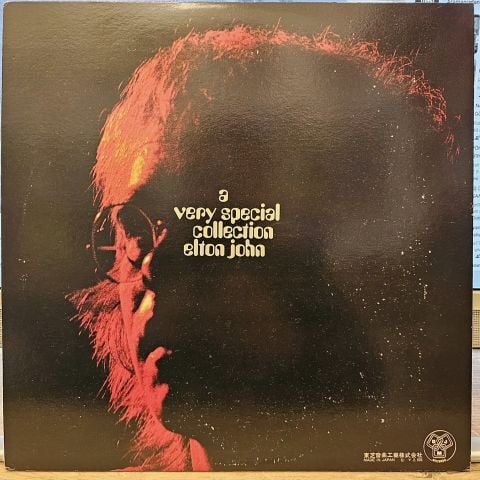 a
very special
collection
elton john
東芝音楽工業株式会社
MADE IN JAPAN